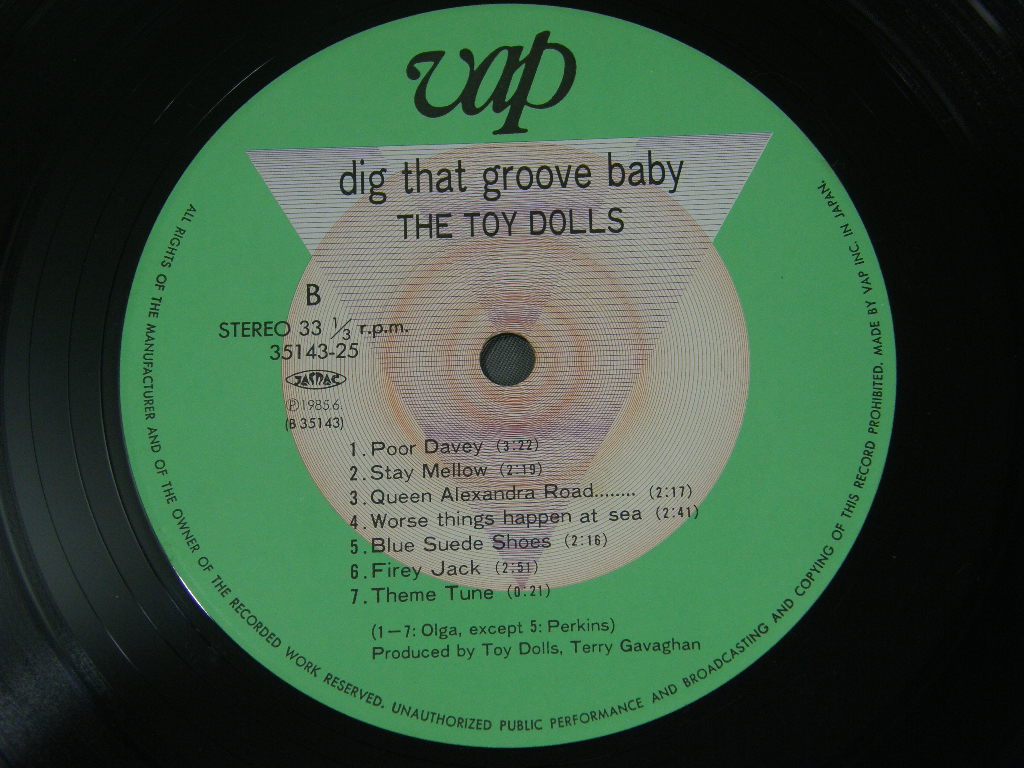 vap
dig that groove baby
THE TOY DOLLS
B
STEREO 33 1/3 r.p.m.
35143-25
JASRAC
Ⓟ1985.6.
(B 35143)
1. Poor Davey (3:22)
2. Stay Mellow (2:19)
3. Queen Alexandra Road........ (2:17)
4. Worse things happen at sea (2:41)
5. Blue Suede Shoes (2:16)
6. Firey Jack (2:51)
7. Theme Tune (0:21)
(1—7: Olga, except 5: Perkins)
Produced by Toy Dolls, Terry Gavaghan
ALL RIGHTS OF THE MANUFACTURER AND OF THE OWNER OF THE RECORDED WORK RESERVED. UNAUTHORIZED PUBLIC PERFORMANCE AND BROADCASTING AND COPYING OF THIS RECORD PROHIBITED. MADE BY VAP INC. IN JAPAN.